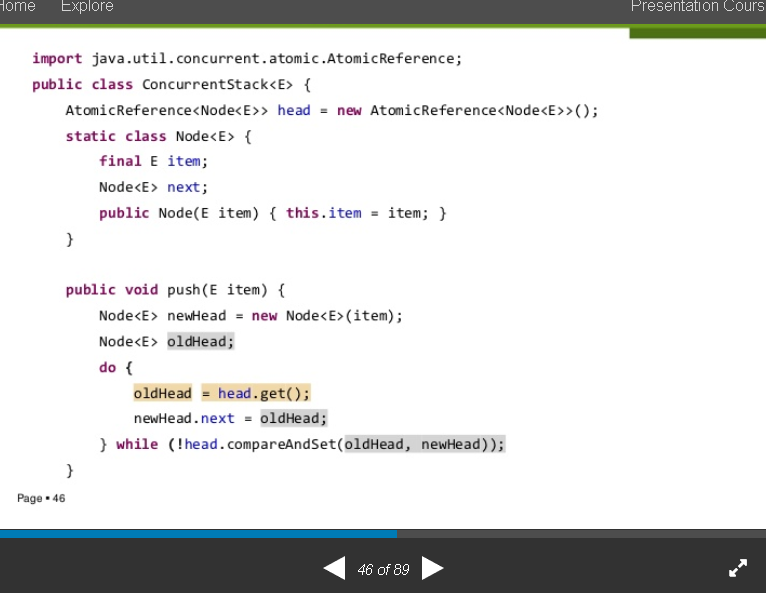 Home Explore Presentation Cours
import java.util.concurrent.atomic.AtomicReference;
public class ConcurrentStack<E> {
AtomicReference<Node<E>> head = new AtomicReference<Node<E>>();
static class Node<E> {
final E item;
Node<E> next;
public Node(E item) { this.item = item; }
}
public void push(E item) {
Node<E> newHead = new Node<E>(item);
Node<E> oldHead;
do {
oldHead = head.get();
newHead.next = oldHead;
} while (!head.compareAndSet(oldHead, newHead));
}
Page ▪ 46
46 of 89